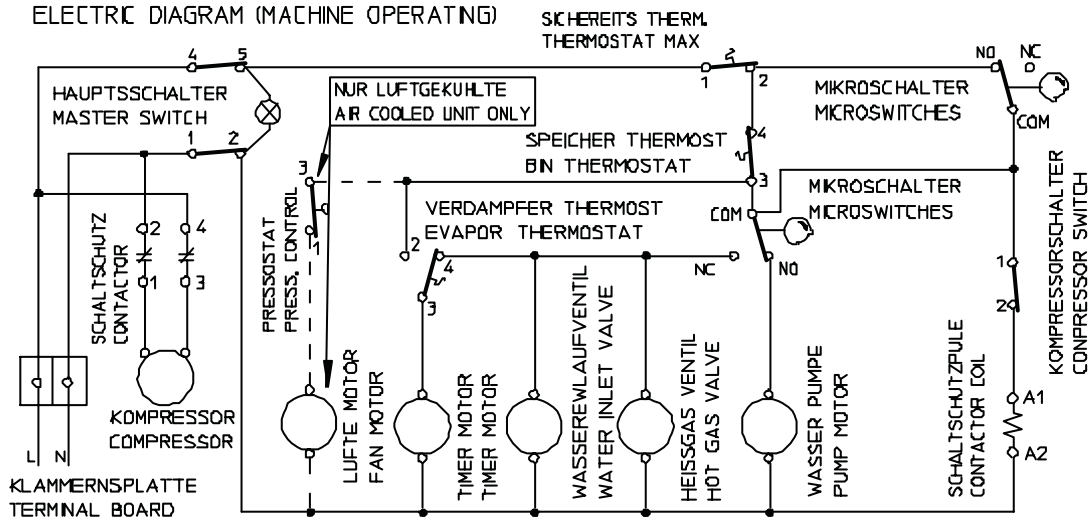 ELECTRIC DIAGRAM (MACHINE OPERATING)
SICHEREITS THERM.
THERMOSTAT MAX
4
5
1
2
NO
NC
COM
HAUPTSSCHALTER
MASTER SWITCH
NUR LUFTGEKUHLTE
AIR COOLED UNIT ONLY
MIKROSCHALTER
MICROSWITCHES
1
2
SPEICHER THERMOST
BIN THERMOSTAT
4
3
3
1
PRESSOSTAT
PRESS. CONTROL
VERDAMPFER THERMOST
EVAPOR THERMOSTAT
2
4
3
COM
NC
NO
MIKROSCHALTER
MICROSWITCHES
KOMPRESSORSCHALTER
CONPRESSOR SWITCH
1
2
SCHALTSCHUTZ
CONTACTOR
2
4
1
3
KOMPRESSOR
COMPRESSOR
L
N
KLAMMERNSPLATTE
TERMINAL BOARD
LUFTE MOTOR
FAN MOTOR
TIMER MOTOR
TIMER MOTOR
WASSEREWLAUFVENTIL
WATER INLET VALVE
HEISSGAS VENTIL
HOT GAS VALVE
WASSER PUMPE
PUMP MOTOR
SCHALTSCHUTZPULE
CONTACTOR COIL
A1
A2